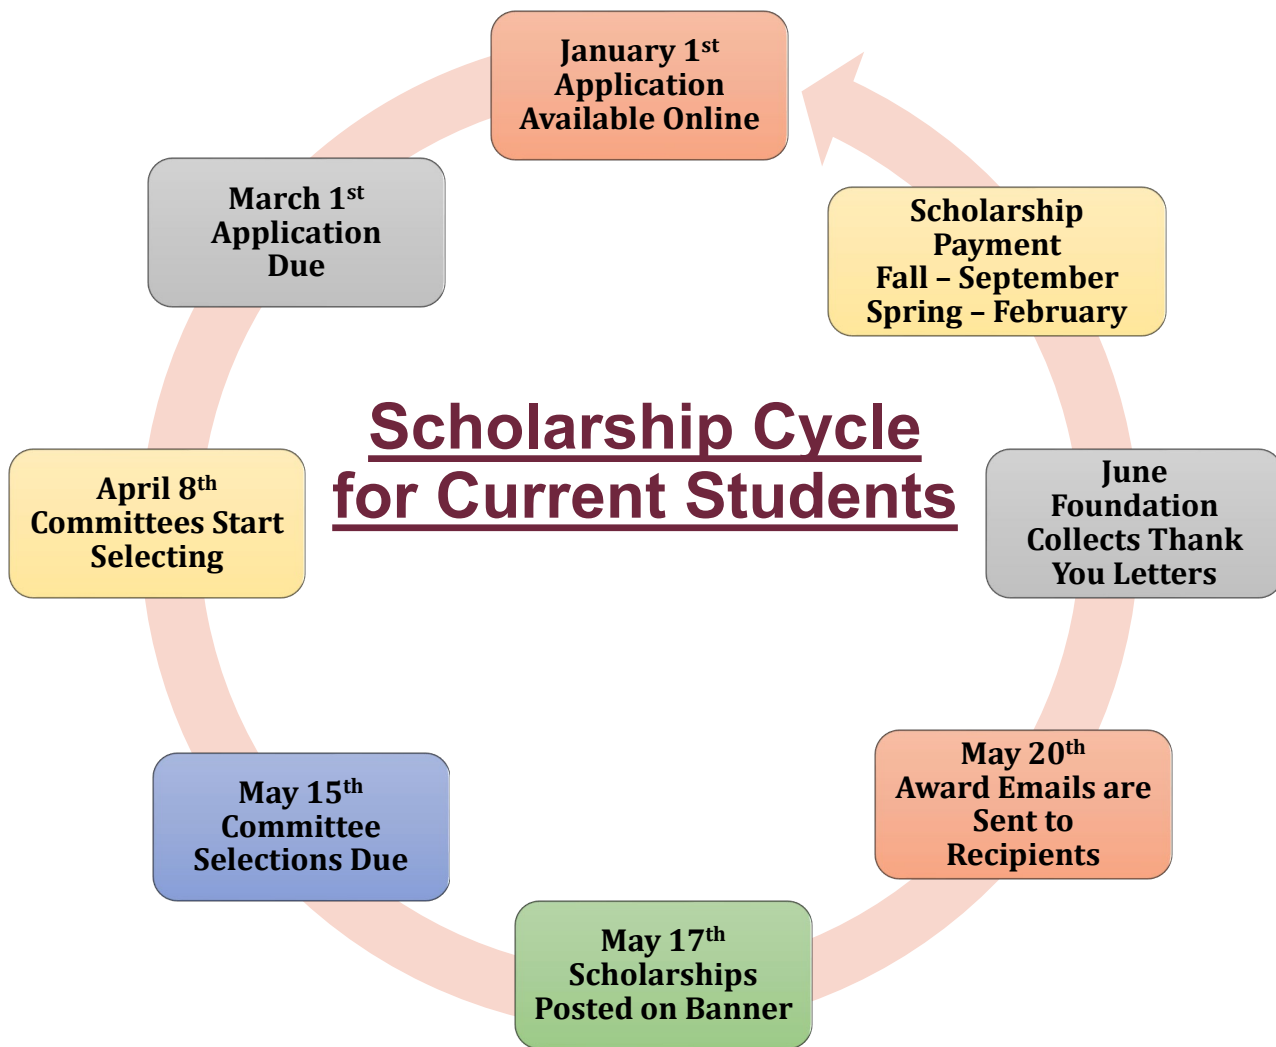 January 1st
Application
Available Online
March 1st
Application
Due
April 8th
Committees Start
Selecting
May 15th
Committee
Selections Due
May 17th
Scholarships
Posted on Banner
May 20th
Award Emails are
Sent to
Recipients
June
Foundation
Collects Thank
You Letters
Scholarship
Payment
Fall – September
Spring – February
Scholarship Cycle
for Current Students